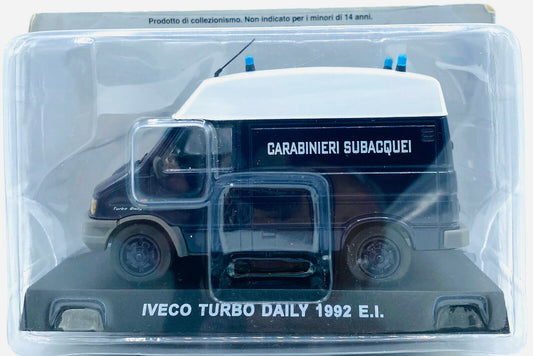 Prodotto di collezionismo. Non indicato per i minori di 14 anni.
CARABINIERI SUBACQUEI
Turbo Daily
IVECO TURBO DAILY 1992 E.I.